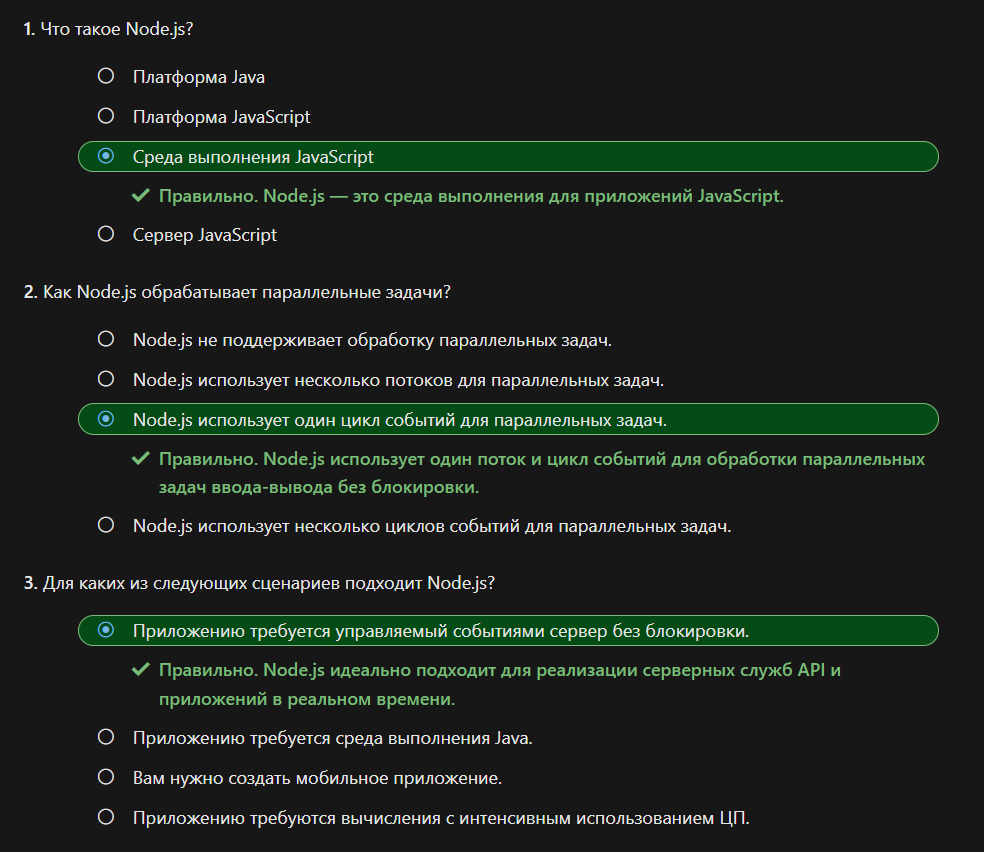 1. Что такое Node.js?
Платформа Java
Платформа JavaScript
Среда выполнения JavaScript
Правильно. Node.js — это среда выполнения для приложений JavaScript.
Сервер JavaScript
2. Как Node.js обрабатывает параллельные задачи?
Node.js не поддерживает обработку параллельных задач.
Node.js использует несколько потоков для параллельных задач.
Node.js использует один цикл событий для параллельных задач.
Правильно. Node.js использует один поток и цикл событий для обработки параллельных
задач ввода-вывода без блокировки.
Node.js использует несколько циклов событий для параллельных задач.
3. Для каких из следующих сценариев подходит Node.js?
Приложению требуется управляемый событиями сервер без блокировки.
Правильно. Node.js идеально подходит для реализации серверных служб API и
приложений в реальном времени.
Приложению требуется среда выполнения Java.
Вам нужно создать мобильное приложение.
Приложению требуются вычисления с интенсивным использованием ЦП.